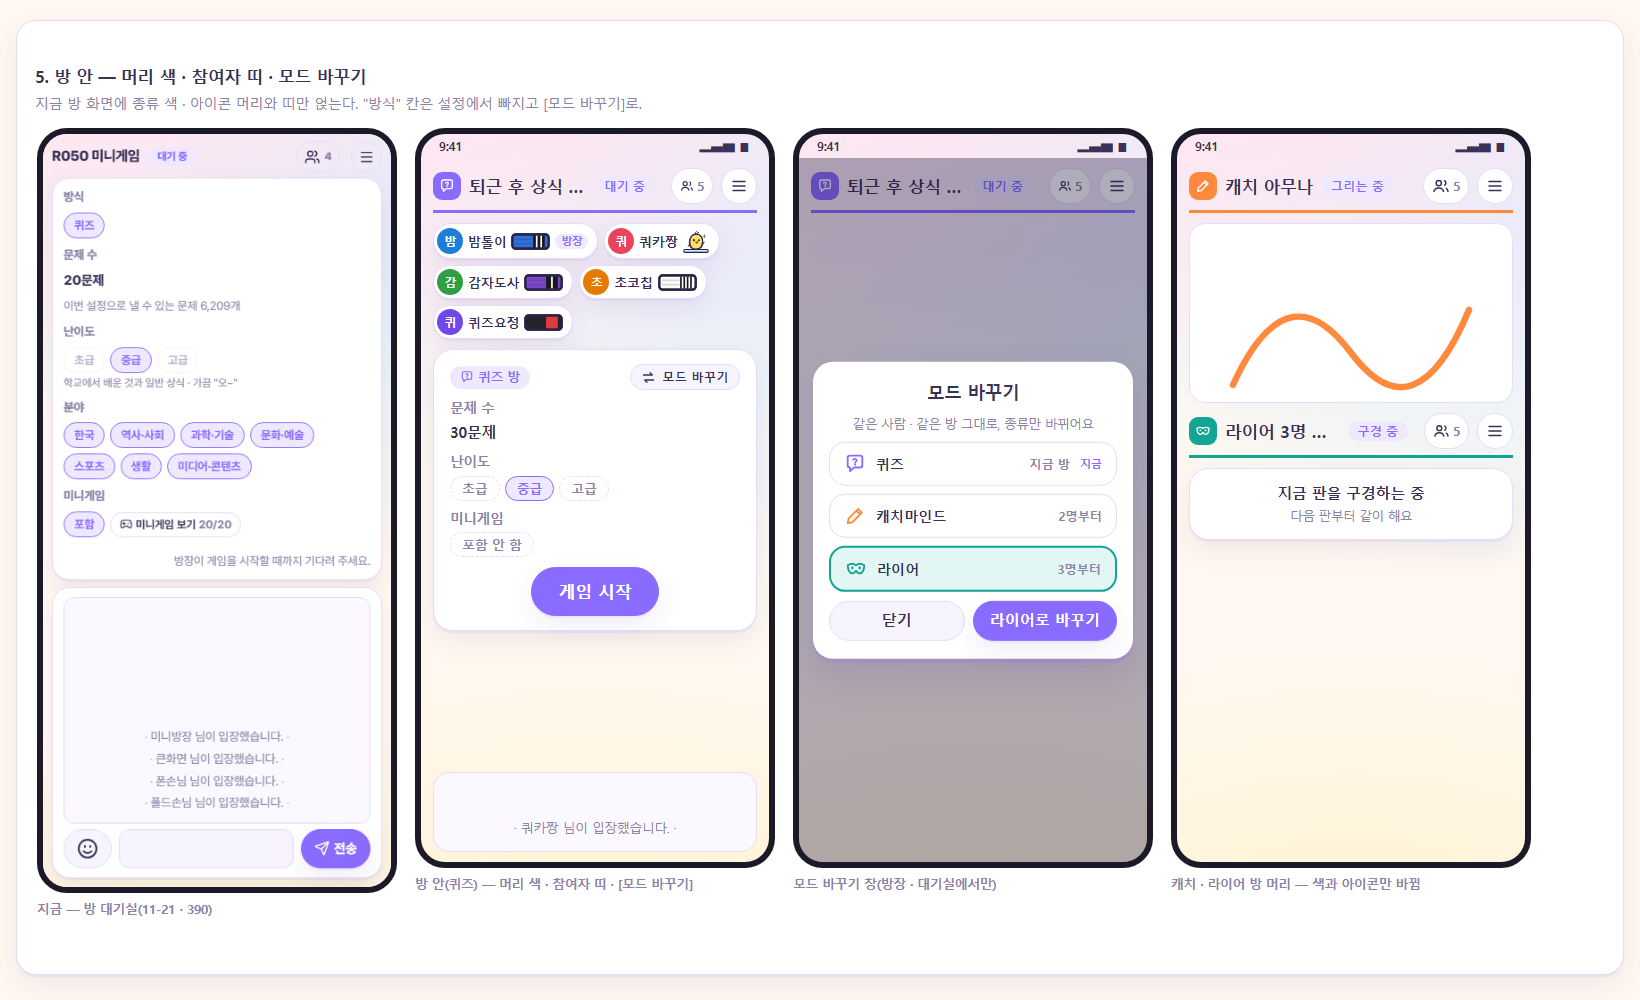 5. 방 안 — 머리 색 · 참여자 띠 · 모드 바꾸기
지금 방 화면에 종류 색 · 아이콘 머리와 띠만 얹는다. "방식" 칸은 설정에서 빠지고 [모드 바꾸기]로.
R050 미니게임 대기 중 4
방식
퀴즈
문제 수
20문제
이번 설정으로 낼 수 있는 문제 6,209개
난이도
초급 중급 고급
학교에서 배운 것과 일반 상식 · 가끔 "오~"
분야
한국 역사·사회 과학·기술 문화·예술
스포츠 생활 미디어·콘텐츠
미니게임
포함 미니게임 보기 20/20
방장이 게임을 시작할 때까지 기다려 주세요.
· 미니방장 님이 입장했습니다. ·
· 큰화면 님이 입장했습니다. ·
· 폰손님 님이 입장했습니다. ·
· 폴드손님 님이 입장했습니다. ·
전송
지금 — 방 대기실(11-21 · 390)
9:41
퇴근 후 상식 ... 대기 중 5
밤 밤톨이 방장 쿼 쿼카짱
감 감자도사 초 초코칩
퀴 퀴즈요정
퀴즈 방 모드 바꾸기
문제 수
30문제
난이도
초급 중급 고급
미니게임
포함 안 함
게임 시작
· 쿼카짱 님이 입장했습니다. ·
방 안(퀴즈) — 머리 색 · 참여자 띠 · [모드 바꾸기]
9:41
퇴근 후 상식 ... 대기 중 5
모드 바꾸기
같은 사람 · 같은 방 그대로, 종류만 바뀌어요
퀴즈 지금 방 지금
캐치마인드 2명부터
라이어 3명부터
닫기 라이어로 바꾸기
모드 바꾸기 창(방장 · 대기실에서만)
9:41
캐치 아무나 그리는 중 5
라이어 3명 ... 구경 중 5
지금 판을 구경하는 중
다음 판부터 같이 해요
캐치 · 라이어 방 머리 — 색과 아이콘만 바뀜